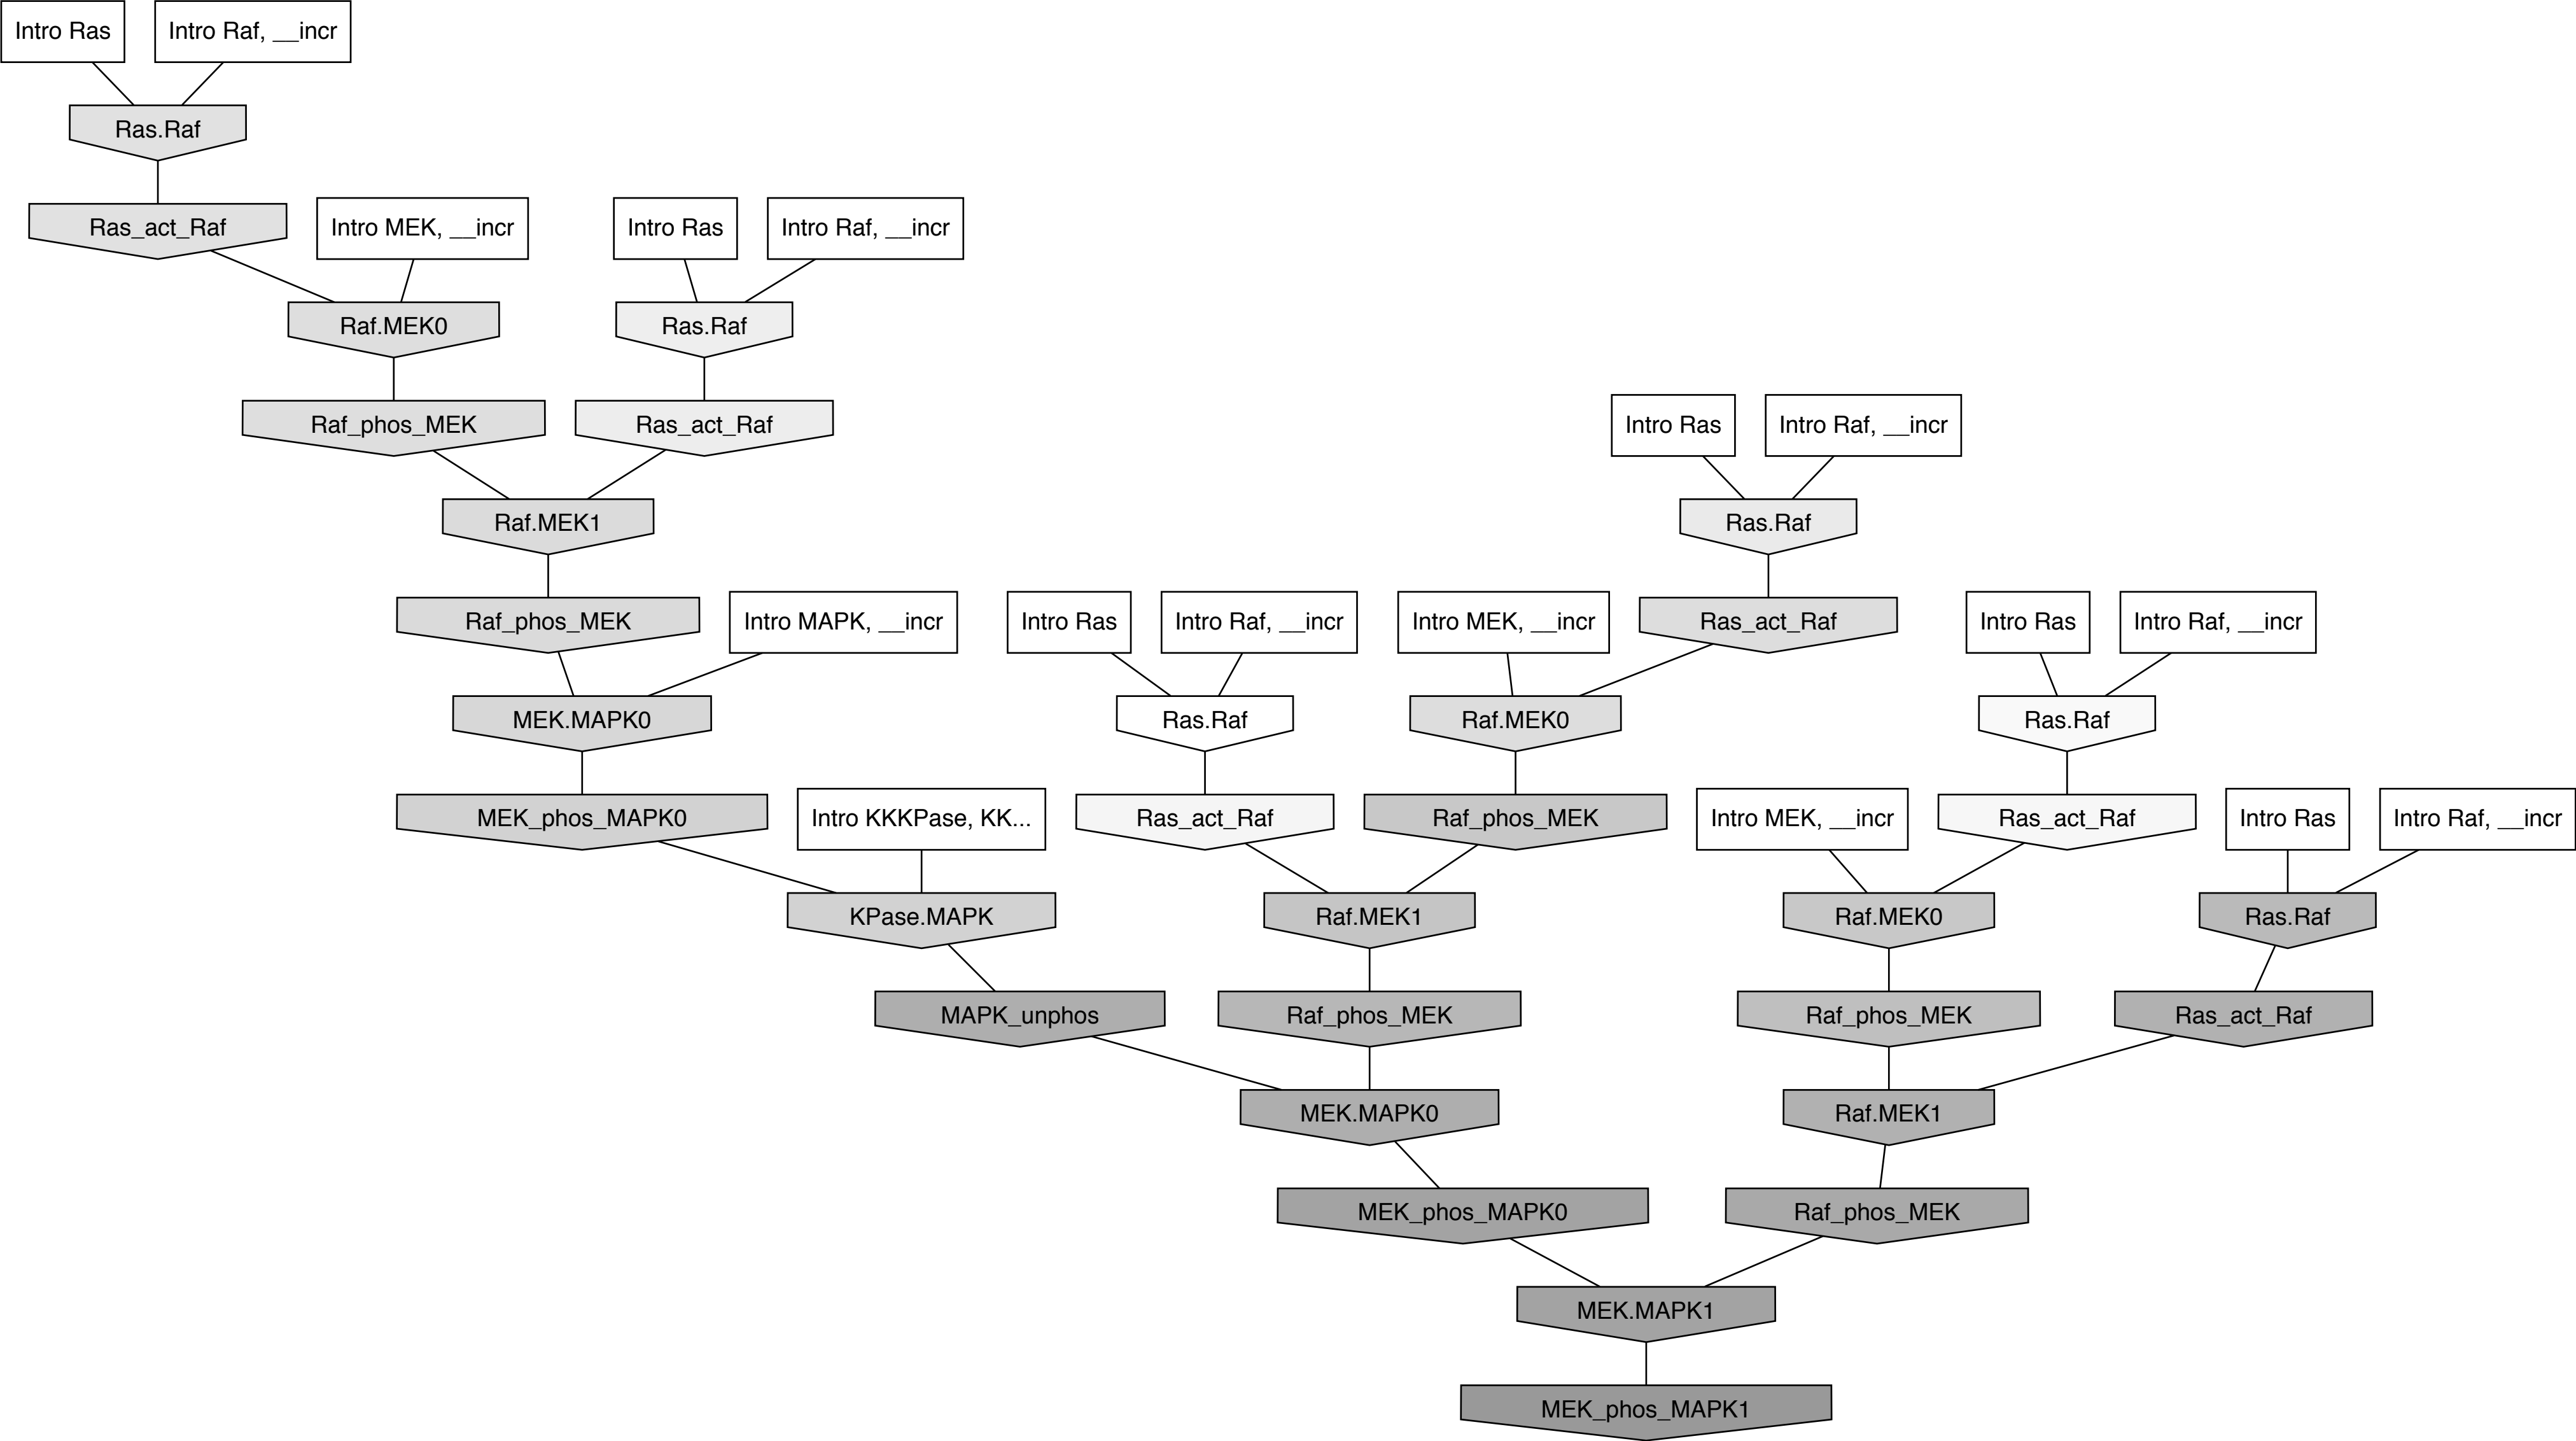 Intro Ras
Intro Raf, __incr
Ras.Raf
Ras_act_Raf
Intro MEK, __incr
Intro Ras
Intro Raf, __incr
Raf.MEK0
Ras.Raf
Raf_phos_MEK
Ras_act_Raf
Intro Ras
Intro Raf, __incr
Raf.MEK1
Ras.Raf
Raf_phos_MEK
Intro MAPK, __incr
Intro Ras
Intro Raf, __incr
Intro MEK, __incr
Ras_act_Raf
Intro Ras
Intro Raf, __incr
MEK.MAPK0
Ras.Raf
Raf.MEK0
Ras.Raf
MEK_phos_MAPK0
Intro KKKPase, KK...
Ras_act_Raf
Raf_phos_MEK
Intro MEK, __incr
Ras_act_Raf
Intro Ras
Intro Raf, __incr
KPase.MAPK
Raf.MEK1
Raf.MEK0
Ras.Raf
MAPK_unphos
Raf_phos_MEK
Raf_phos_MEK
Ras_act_Raf
MEK.MAPK0
Raf.MEK1
MEK_phos_MAPK0
Raf_phos_MEK
MEK.MAPK1
MEK_phos_MAPK1